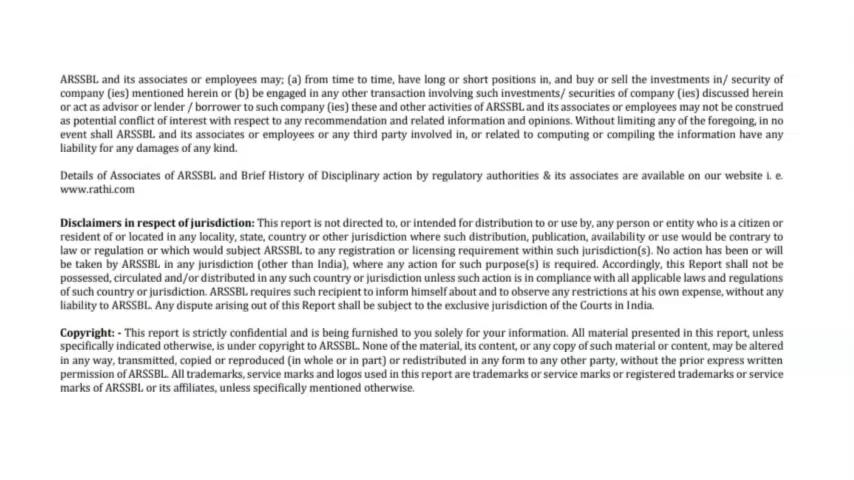 ARSSBL and its associates or employees may; (a) from time to time, have long or short positions in, and buy or sell the investments in/ security of
company (ies) mentioned herein or (b) be engaged in any other transaction involving such investments/ securities of company (ies) discussed herein
or act as advisor or lender / borrower to such company (ies) these and other activities of ARSSBL and its associates or employees may not be construed
as potential conflict of interest with respect to any recommendation and related information and opinions. Without limiting any of the foregoing, in no
event shall ARSSBL and its associates or employees or any third party involved in, or related to computing or compiling the information have any
liability for any damages of any kind.
Details of Associates of ARSSBL and Brief History of Disciplinary action by regulatory authorities & its associates are available on our website i. e.
www.rathi.com
Disclaimers in respect of jurisdiction: This report is not directed to, or intended for distribution to or use by, any person or entity who is a citizen or
resident of or located in any locality, state, country or other jurisdiction where such distribution, publication, availability or use would be contrary to
law or regulation or which would subject ARSSBL to any registration or licensing requirement within such jurisdiction(s). No action has been or will
be taken by ARSSBL in any jurisdiction (other than India), where any action for such purpose(s) is required. Accordingly, this Report shall not be
possessed, circulated and/or distributed in any such country or jurisdiction unless such action is in compliance with all applicable laws and regulations
of such country or jurisdiction. ARSSBL requires such recipient to inform himself about and to observe any restrictions at his own expense, without any
liability to ARSSBL. Any dispute arising out of this Report shall be subject to the exclusive jurisdiction of the Courts in India.
Copyright: - This report is strictly confidential and is being furnished to you solely for your information. All material presented in this report, unless
specifically indicated otherwise, is under copyright to ARSSBL. None of the material, its content, or any copy of such material or content, may be altered
in any way, transmitted, copied or reproduced (in whole or in part) or redistributed in any form to any other party, without the prior express written
permission of ARSSBL. All trademarks, service marks and logos used in this report are trademarks or service marks or registered trademarks or service
marks of ARSSBL or its affiliates, unless specifically mentioned otherwise.